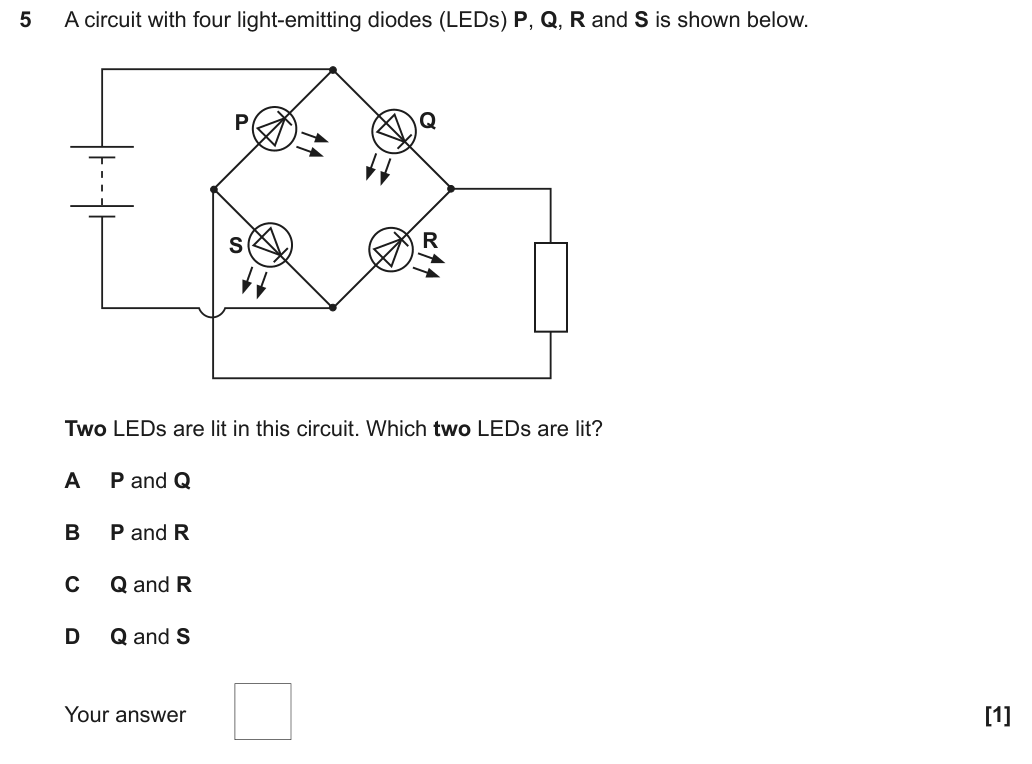 5 A circuit with four light-emitting diodes (LEDs) P, Q, R and S is shown below.
P
Q
S
R
Two LEDs are lit in this circuit. Which two LEDs are lit?
A P and Q
B P and R
C Q and R
D Q and S
Your answer
[1]